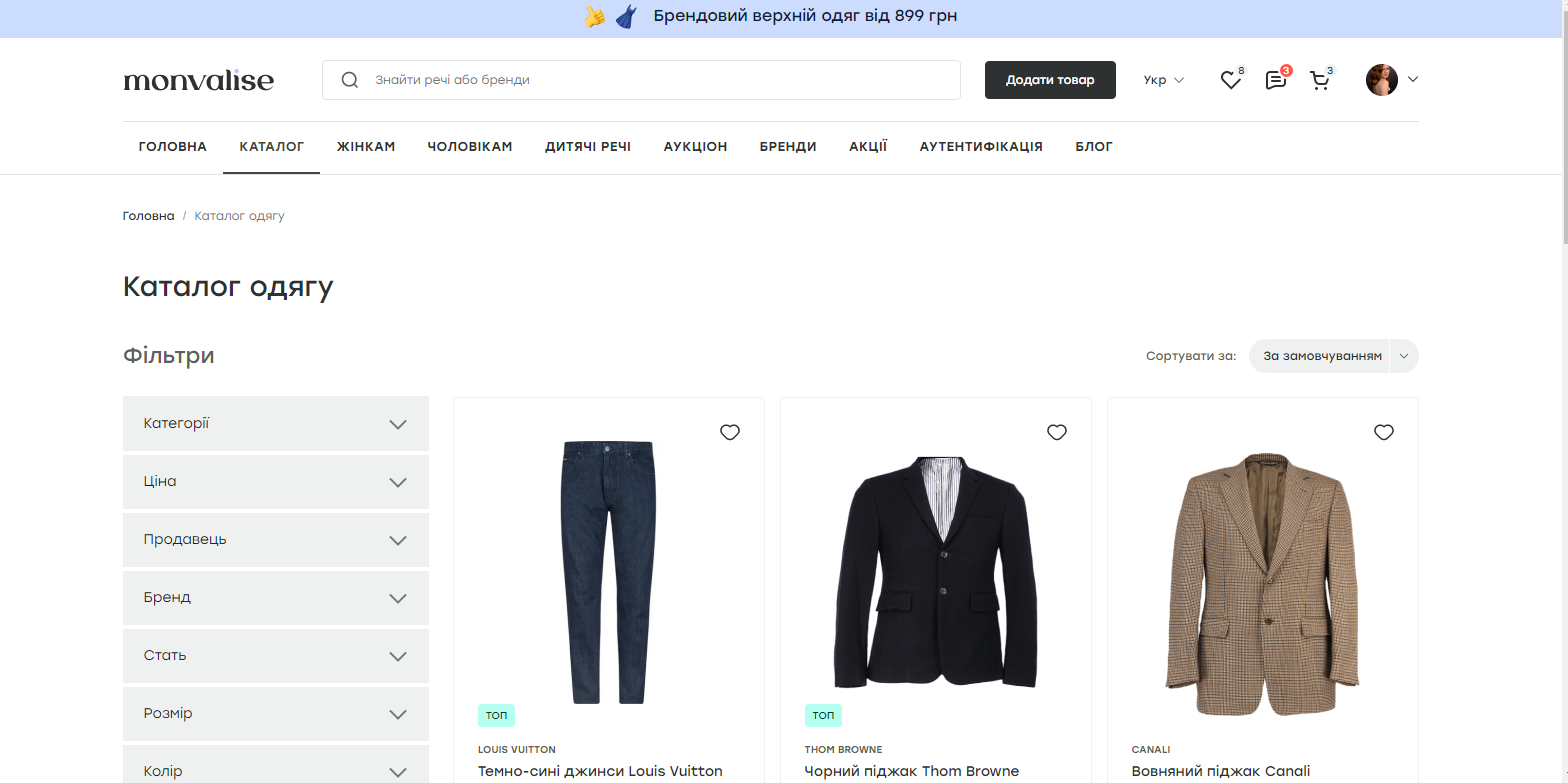 Брендовий верхній одяг від 899 грн
monvalise
Знайти речі або бренди
Додати товар
Укр
8
3
3
ГОЛОВНА КАТАЛОГ ЖІНКАМ ЧОЛОВІКАМ ДИТЯЧІ РЕЧІ АУКЦІОН БРЕНДИ АКЦІЇ АУТЕНТИФІКАЦІЯ БЛОГ
Головна / Каталог одягу
Каталог одягу
Фільтри
Сортувати за: За замовчуванням
Категорії
Ціна
Продавець
Бренд
Стать
Розмір
Колір
ТОП
LOUIS VUITTON
Темно-сині джинси Louis Vuitton
ТОП
THOM BROWNE
Чорний піджак Thom Browne
CANALI
Вовняний піджак Canali